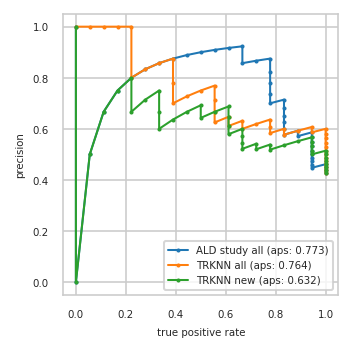 1.0
0.8
0.6
0.4
0.2
0.0
precision
ALD study all (aps: 0.773)
TRKNN all (aps: 0.764)
TRKNN new (aps: 0.632)
0.0 0.2 0.4 0.6 0.8 1.0
true positive rate